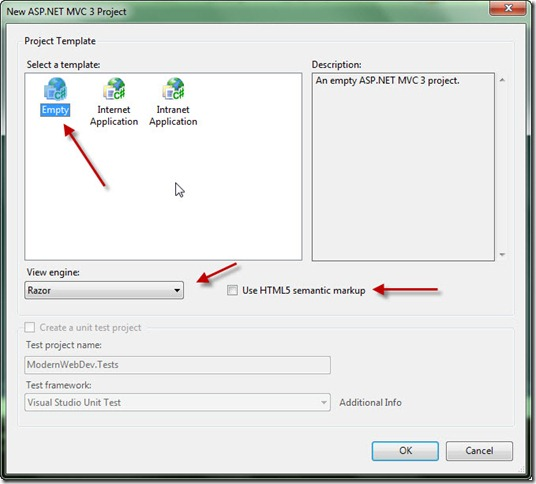 New ASP.NET MVC 3 Project
Project Template
Select a template:
Description:
Empty
Internet
Application
Intranet
Application
An empty ASP.NET MVC 3 project.
View engine:
Razor
Use HTML5 semantic markup
Create a unit test project
Test project name:
ModernWebDev.Tests
Test framework:
Visual Studio Unit Test
Additional Info
OK
Cancel